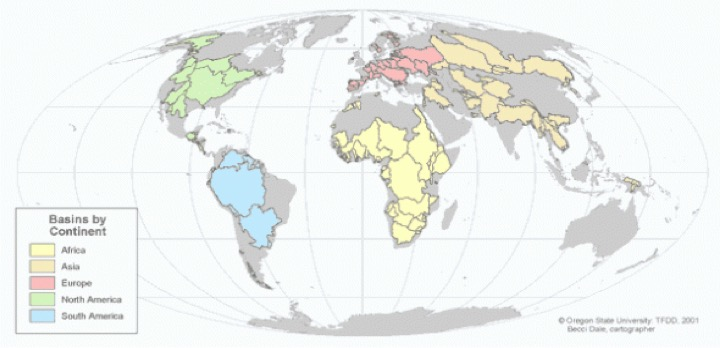 Basins by
Continent
Africa
Asia
Europe
North America
South America
© Oregon State University: TFDD, 2001
Becci Dale, cartographer